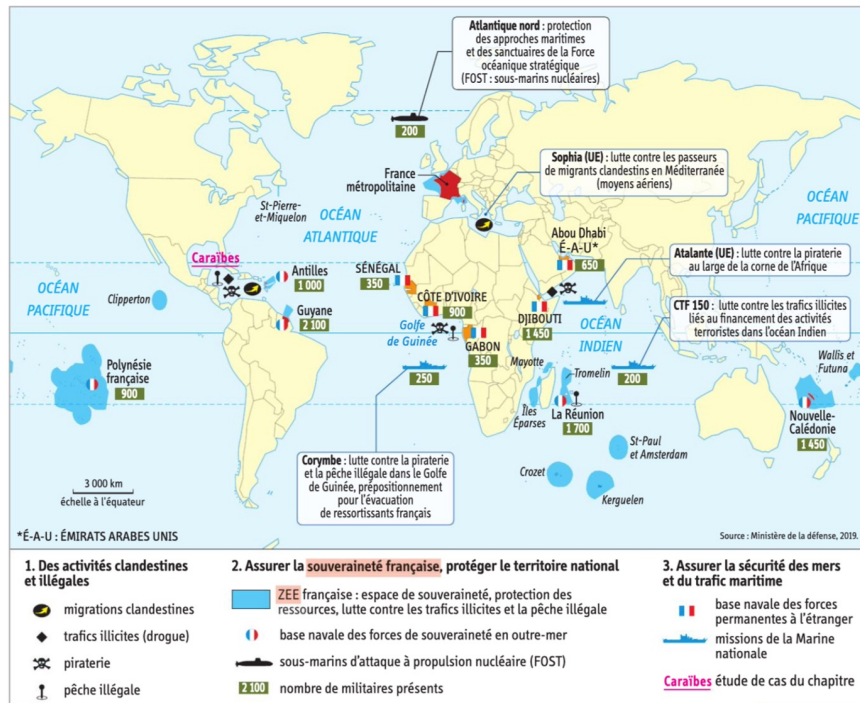 Atlantique nord : protection
des approches maritimes
et des sanctuaires de la Force
océanique stratégique
(FOST : sous-marins nucléaires)
200
Sophia (UE) : lutte contre les passeurs
de migrants clandestins en Méditerranée
(moyens aériens)
France
métropolitaine
St-Pierre-
et-Miquelon
OCÉAN
ATLANTIQUE
OCÉAN
PACIFIQUE
Abou Dhabi
É-A-U*
650
Atalante (UE) : lutte contre la piraterie
au large de la corne de l'Afrique
Caraïbes
Antilles
1 000
SÉNÉGAL
350
CÔTE D'IVOIRE
900
DJIBOUTI
1 450
CTF 150 : lutte contre les trafics illicites
liés au financement des activités
terroristes dans l'océan Indien
OCÉAN
PACIFIQUE
Clipperton
Guyane
2 100
Golfe
de Guinée
GABON
350
OCÉAN
INDIEN
Polynésie
française
900
250
Mayotte
Tromelin
200
Wallis et
Futuna
Îles
Éparses
La Réunion
1 700
Nouvelle-
Calédonie
1 450
St-Paul
et Amsterdam
Crozet
Kerguelen
Corymbe : lutte contre la piraterie
et la pêche illégale dans le Golfe
de Guinée, prépositionnement
pour l'évacuation
de ressortissants français
3 000 km
échelle à l'équateur
*É-A-U : ÉMIRATS ARABES UNIS
Source : Ministère de la défense, 2019.
1. Des activités clandestines
et illégales
migrations clandestines
trafics illicites (drogue)
piraterie
pêche illégale
2. Assurer la souveraineté française, protéger le territoire national
ZEE française : espace de souveraineté, protection des
ressources, lutte contre les trafics illicites et la pêche illégale
base navale des forces de souveraineté en outre-mer
sous-marins d'attaque à propulsion nucléaire (FOST)
2 100 nombre de militaires présents
3. Assurer la sécurité des mers
et du trafic maritime
base navale des forces
permanentes à l'étranger
missions de la Marine
nationale
Caraïbes étude de cas du chapitre